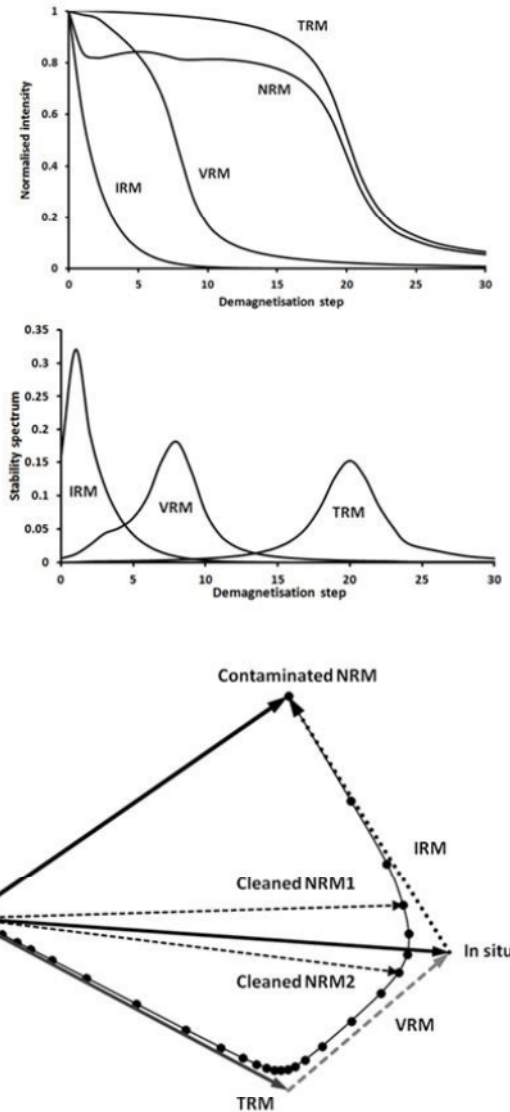 1
0.8
0.6
0.4
0.2
0
Normalised intensity
TRM
NRM
VRM
IRM
0 5 10 15 20 25 30
Demagnetisation step
0.35
0.3
0.25
0.2
0.15
0.1
0.05
0
Stability spectrum
IRM
VRM
TRM
0 5 10 15 20 25 30
Demagnetisation step
Contaminated NRM
IRM
Cleaned NRM1
In situ
Cleaned NRM2
VRM
TRM